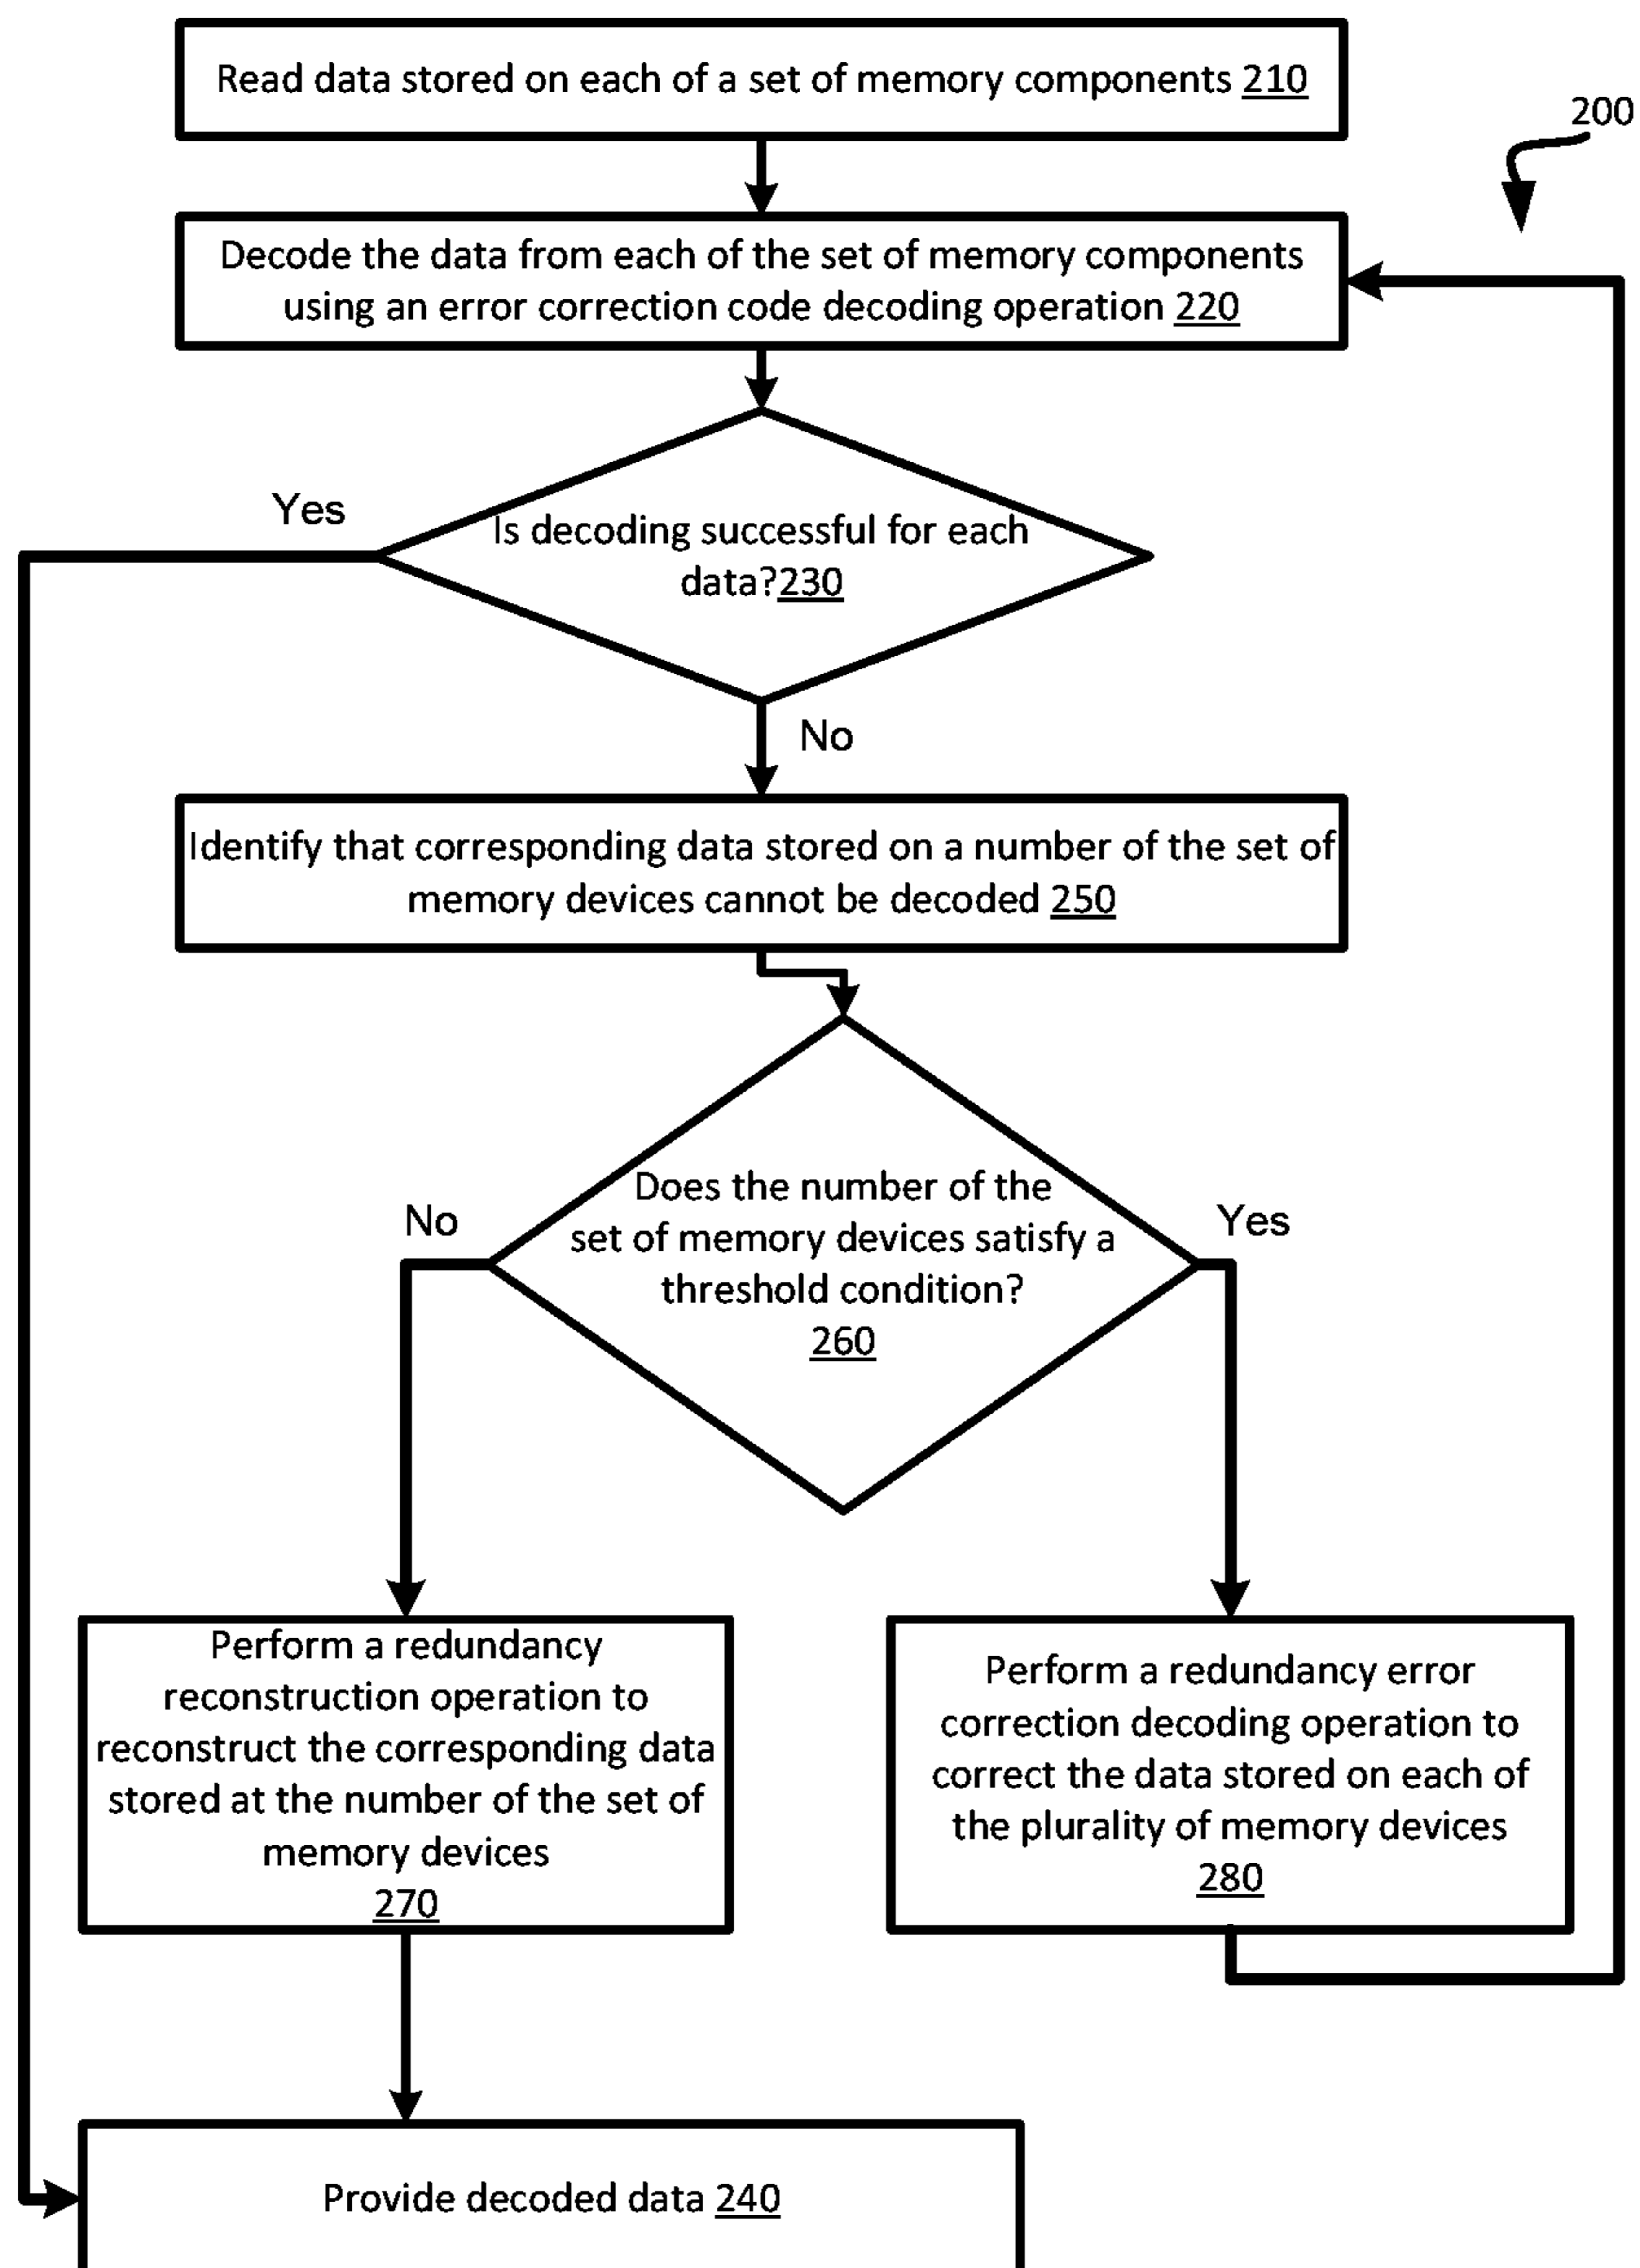 Read data stored on each of a set of memory components 210
200
Decode the data from each of the set of memory components
using an error correction code decoding operation 220
Yes
Is decoding successful for each
data?230
No
Identify that corresponding data stored on a number of the set of
memory devices cannot be decoded 250
Does the number of the
set of memory devices satisfy a
threshold condition?
260
No
Yes
Perform a redundancy
reconstruction operation to
reconstruct the corresponding data
stored at the number of the set of
memory devices
270
Perform a redundancy error
correction decoding operation to
correct the data stored on each of
the plurality of memory devices
280
Provide decoded data 240